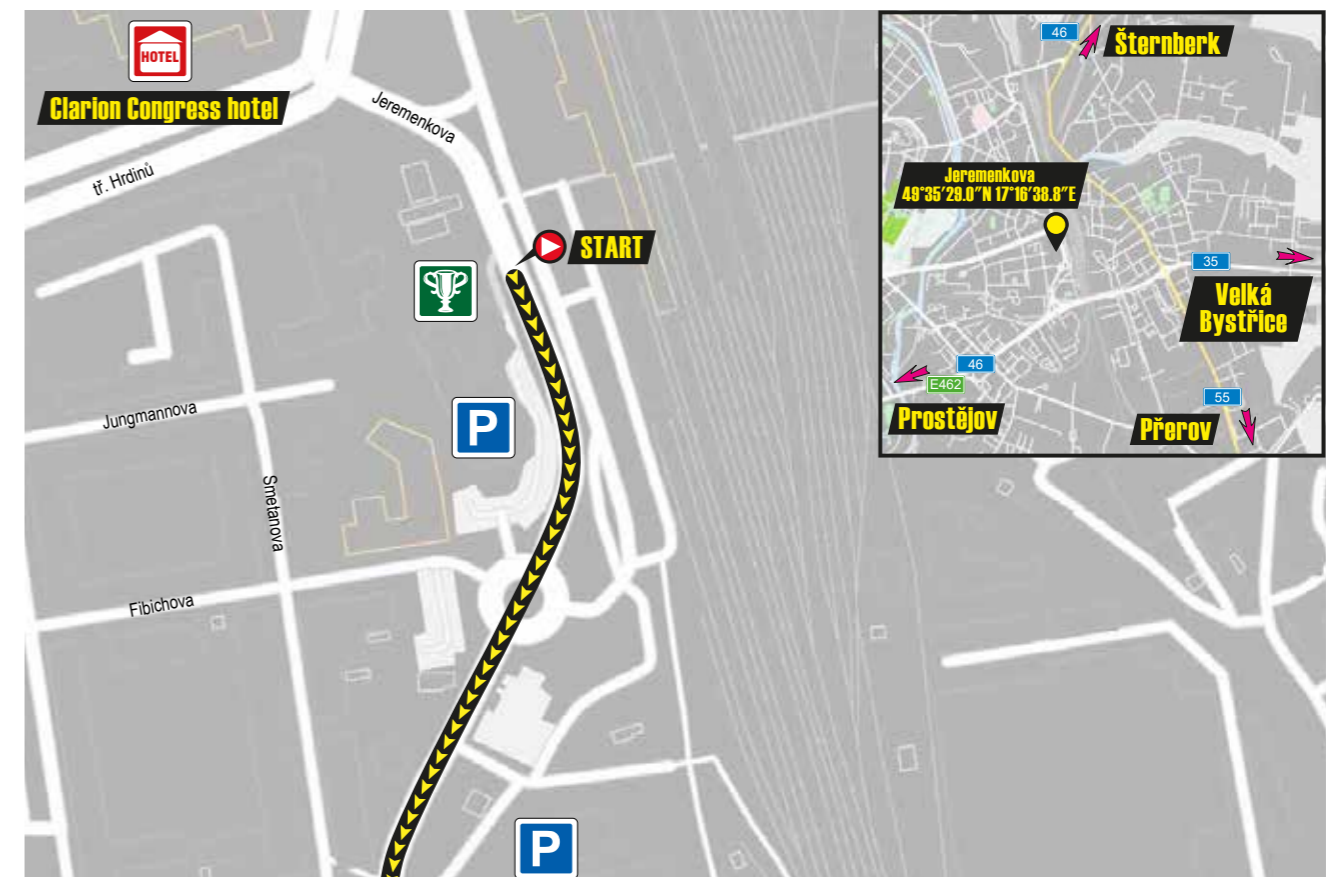 HOTEL
Clarion Congress hotel
Jeremenkova
tř. Hrdinů
START
P
Jungmannova
Smetanova
Fibichova
P
46
Šternberk
Jeremenkova
49°35′29.0″N 17°16′38.8″E
35
Velká
Bystřice
46
E462
Prostějov
55
Přerov